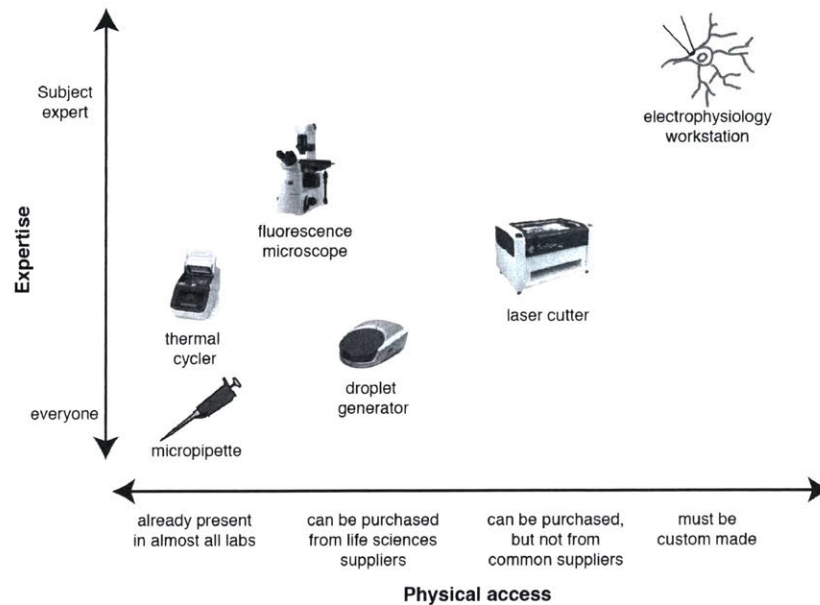 Subject
expert
electrophysiology
workstation
fluorescence
microscope
Expertise
laser cutter
thermal
cycler
droplet
generator
everyone
micropipette
already present
in almost all labs
can be purchased
from life sciences
suppliers
can be purchased,
but not from
common suppliers
must be
custom made
Physical access